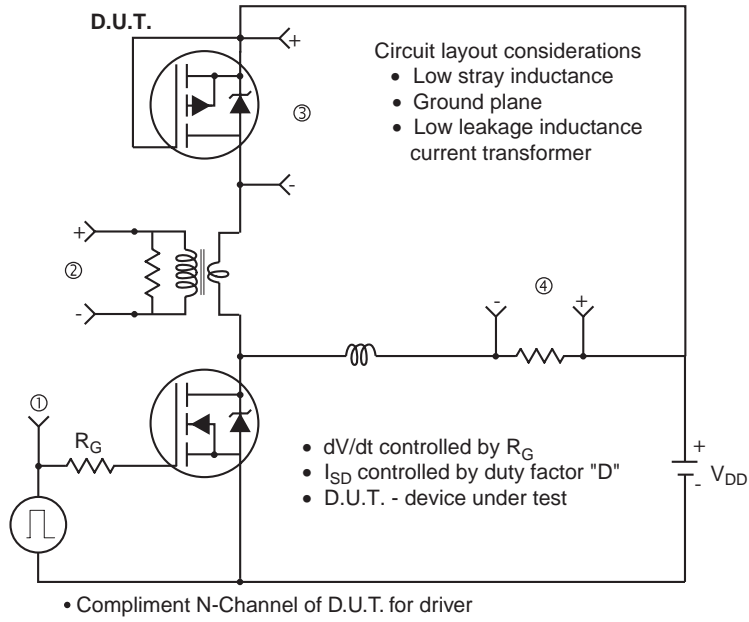 D.U.T.
+
Circuit layout considerations
• Low stray inductance
• Ground plane
• Low leakage inductance
current transformer
③
-
+
②
-
④
- +
①
R_G
• dV/dt controlled by R_G
• I_SD controlled by duty factor "D"
• D.U.T. - device under test
+
V_DD
-
• Compliment N-Channel of D.U.T. for driver